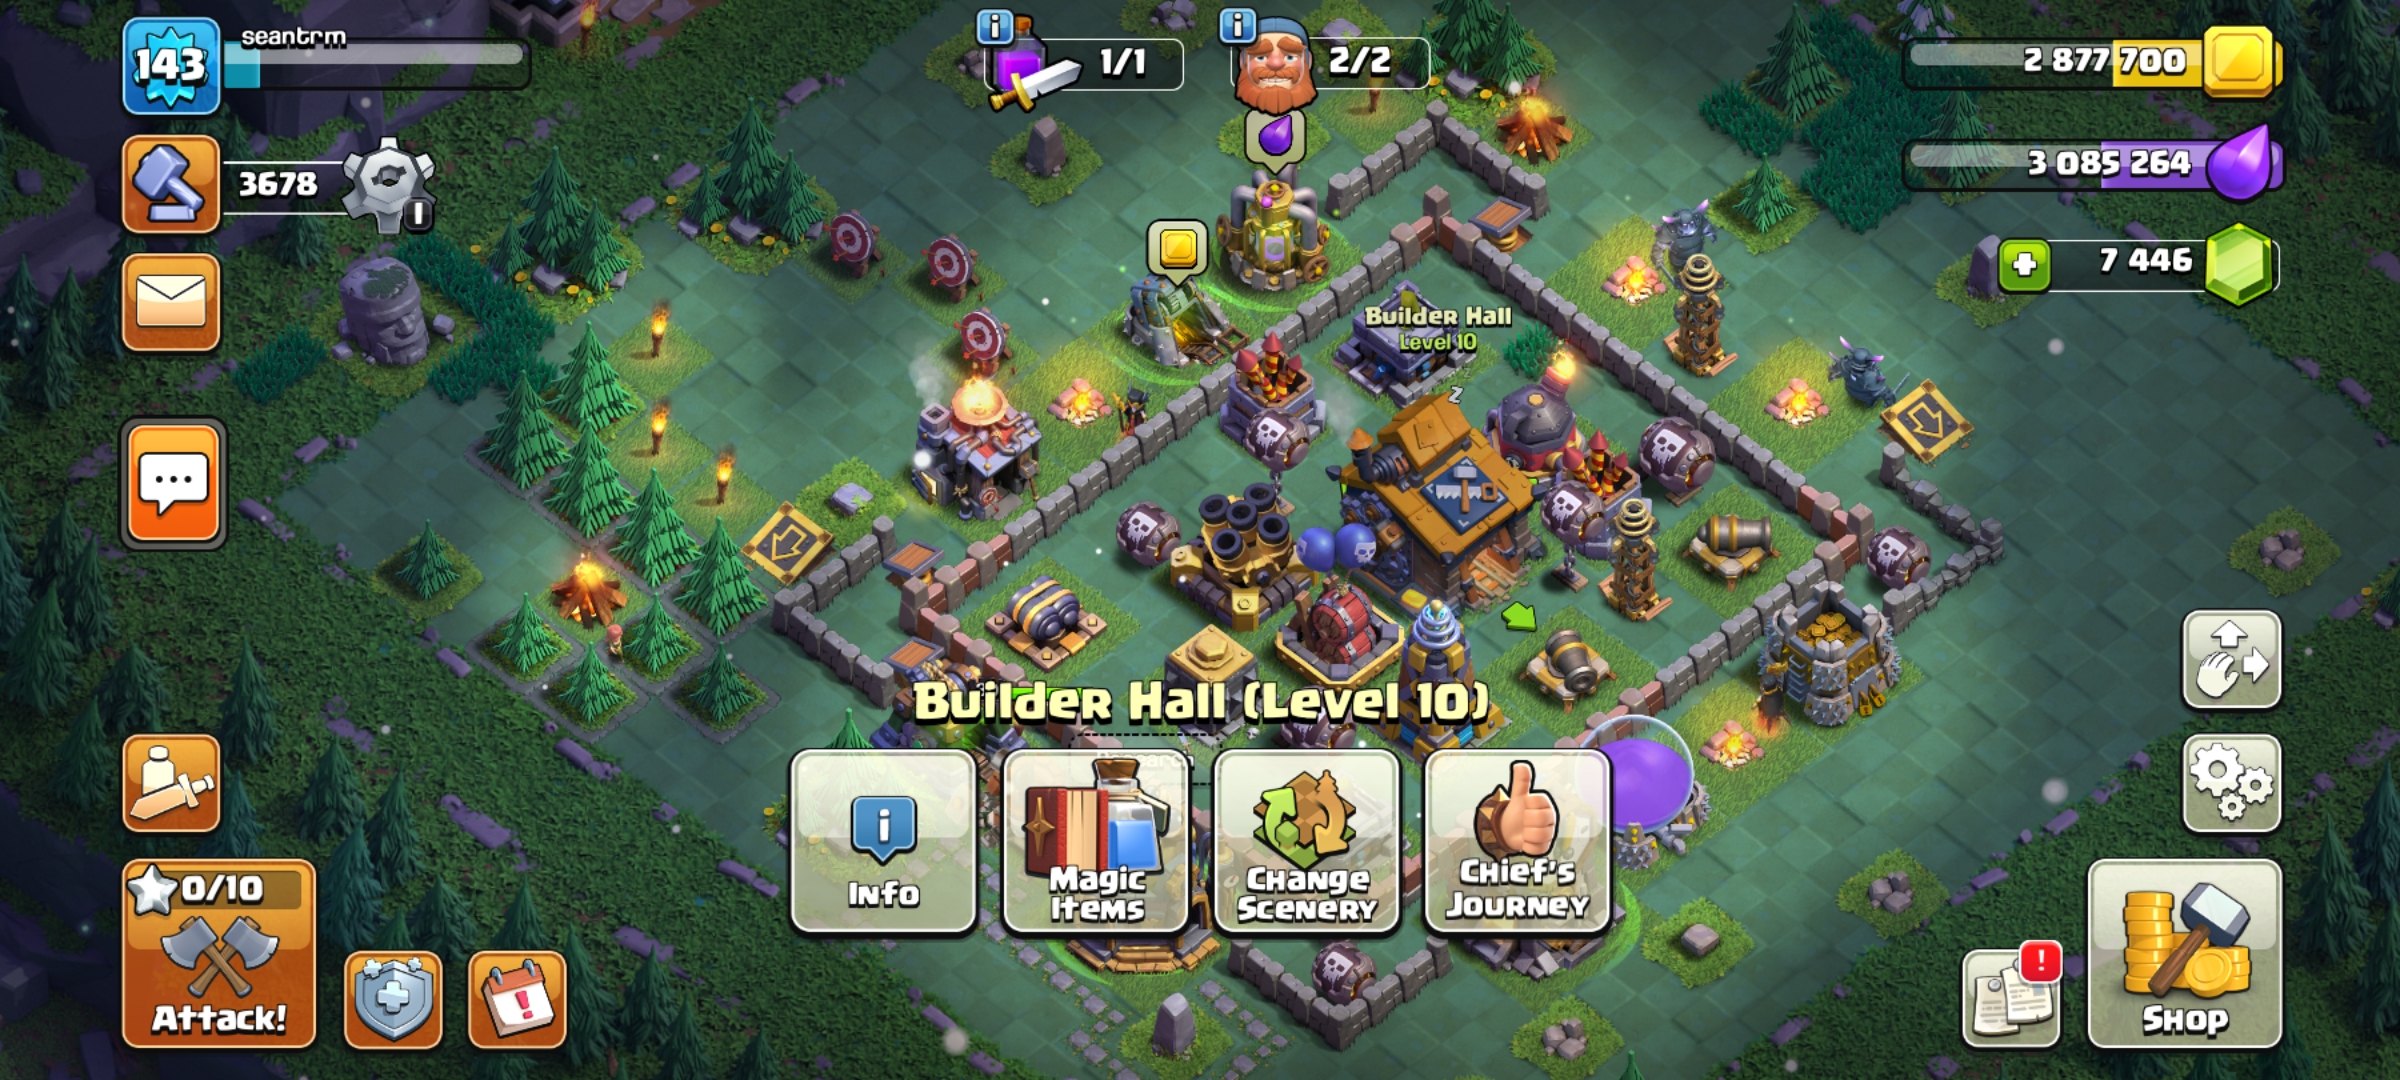 143
seantrm
1/1
2/2
2 877 700
3678
I
3 085 264
7 446
Builder Hall
Level 10
z
Builder Hall (Level 10)
Info
Magic
Items
Change
Scenery
Chief's
Journey
0/10
Attack!
!
Shop